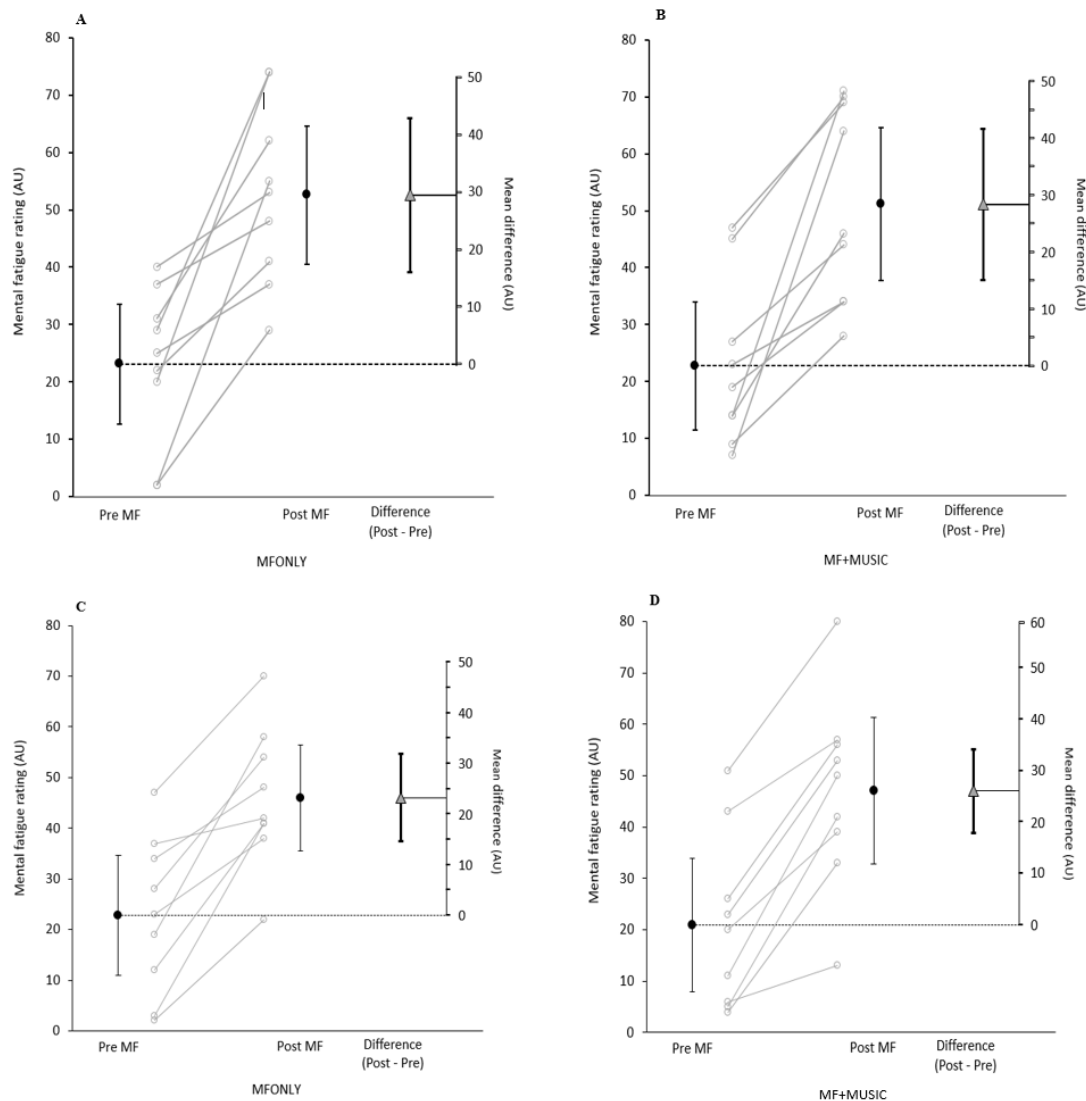 A
80
70
60
50
40
30
20
10
0
Mental fatigue rating (AU)
50
40
30
20
10
0
Mean difference (AU)
Pre MF
Post MF
Difference
(Post - Pre)
MFONLY
B
80
70
60
50
40
30
20
10
0
Mental fatigue rating (AU)
50
40
30
20
10
0
Mean difference
(AU)
Pre MF
Post MF
Difference
(Post - Pre)
MF+MUSIC
C
80
70
60
50
40
30
20
10
0
Mental fatigue rating (AU)
50
40
30
20
10
0
Mean difference (AU)
Pre MF
Post MF
Difference
(Post - Pre)
MFONLY
D
80
70
60
50
40
30
20
10
0
Mental fatigue rating (AU)
60
50
40
30
20
10
0
Mean difference (AU)
Pre MF
Post MF
Difference
(Post - Pre)
MF+MUSIC